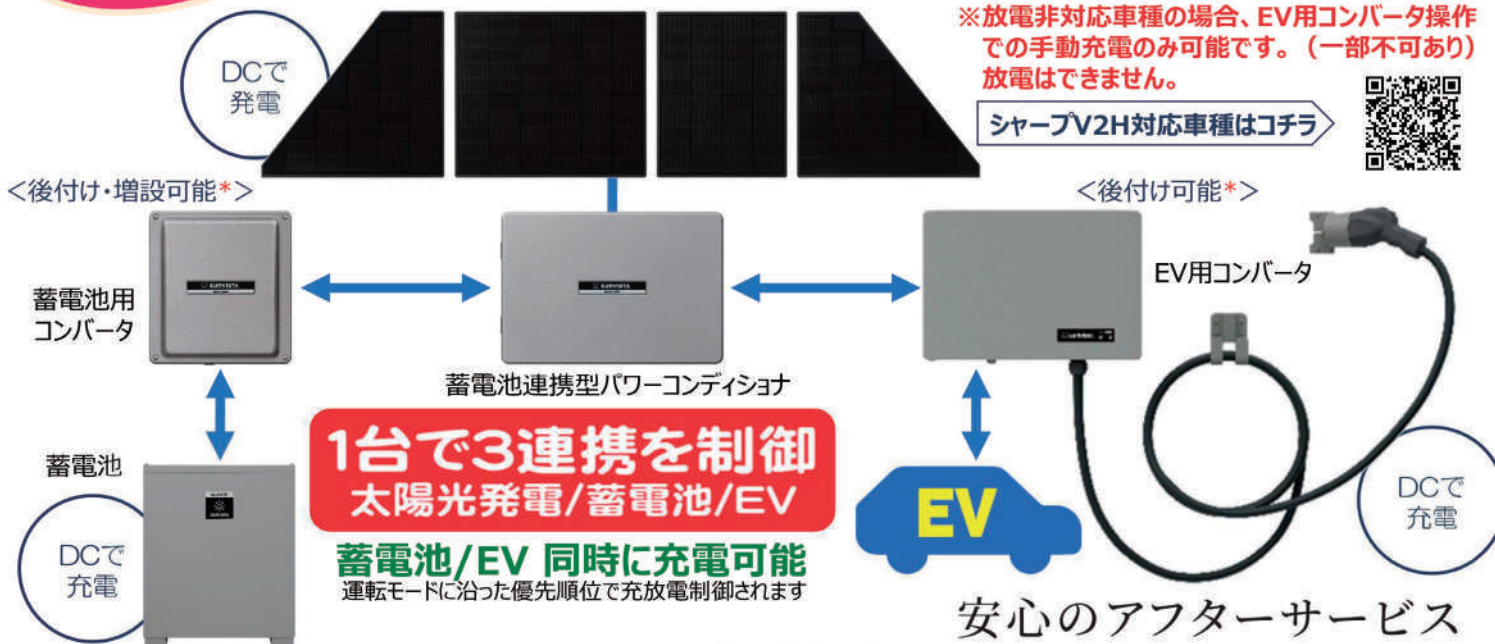 ※放電非対応車種の場合、EV用コンバータ操作
での手動充電のみ可能です。（一部不可あり）
放電はできません。
シャープV2H対応車種はコチラ
DCで
発電
＜後付け・増設可能*＞
＜後付け可能*＞
蓄電池用
コンバータ
SUNVISTA
SUNVISTA
EV用コンバータ
蓄電池連携型パワーコンディショナ
1台で3連携を制御
太陽光発電/蓄電池/EV
蓄電池
DCで
充電
EV
DCで
充電
蓄電池/EV 同時に充電可能
運転モードに沿った優先順位で充放電制御されます
安心のアフターサービス